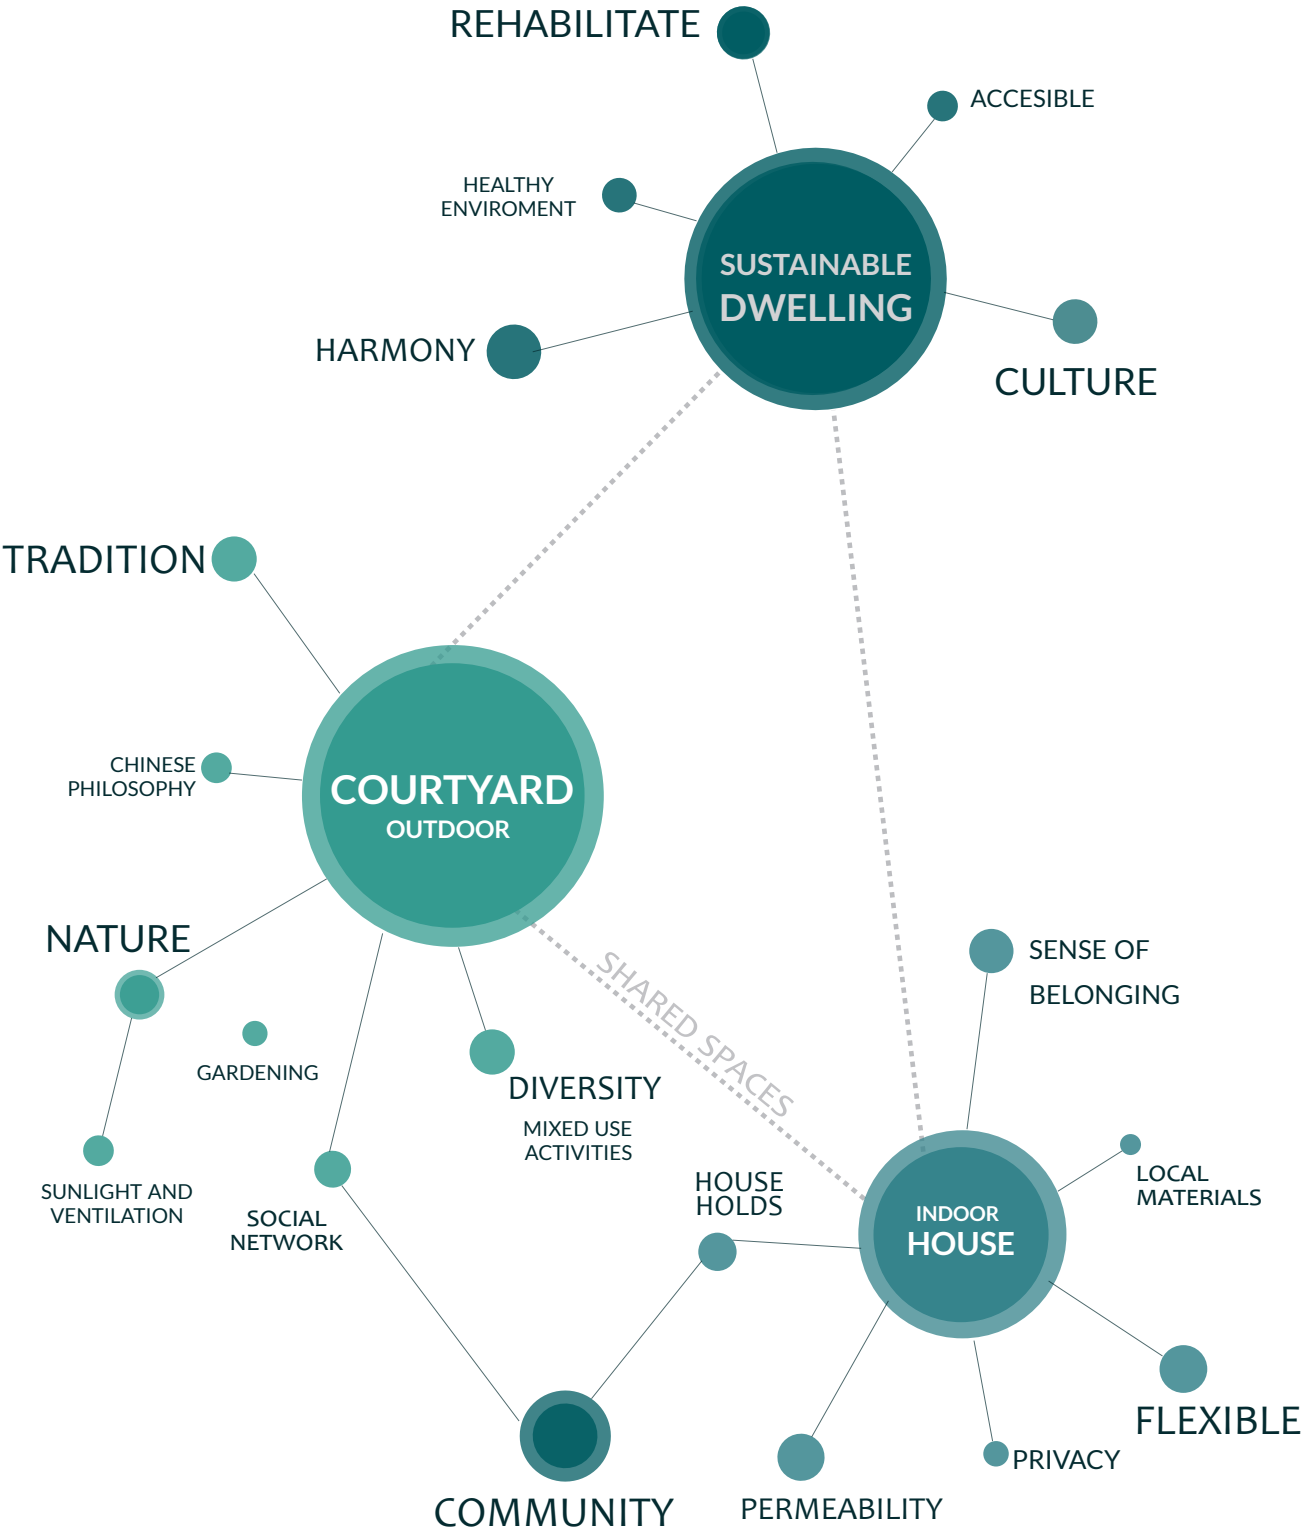 REHABILITATE
ACCESIBLE
HEALTHY
ENVIROMENT
SUSTAINABLE
DWELLING
HARMONY
CULTURE
TRADITION
CHINESE
PHILOSOPHY
COURTYARD
OUTDOOR
NATURE
SENSE OF
BELONGING
SHARED SPACES
GARDENING
DIVERSITY
MIXED USE
ACTIVITIES
SUNLIGHT AND
VENTILATION
SOCIAL
NETWORK
HOUSE
HOLDS
INDOOR
HOUSE
LOCAL
MATERIALS
FLEXIBLE
PRIVACY
PERMEABILITY
COMMUNITY